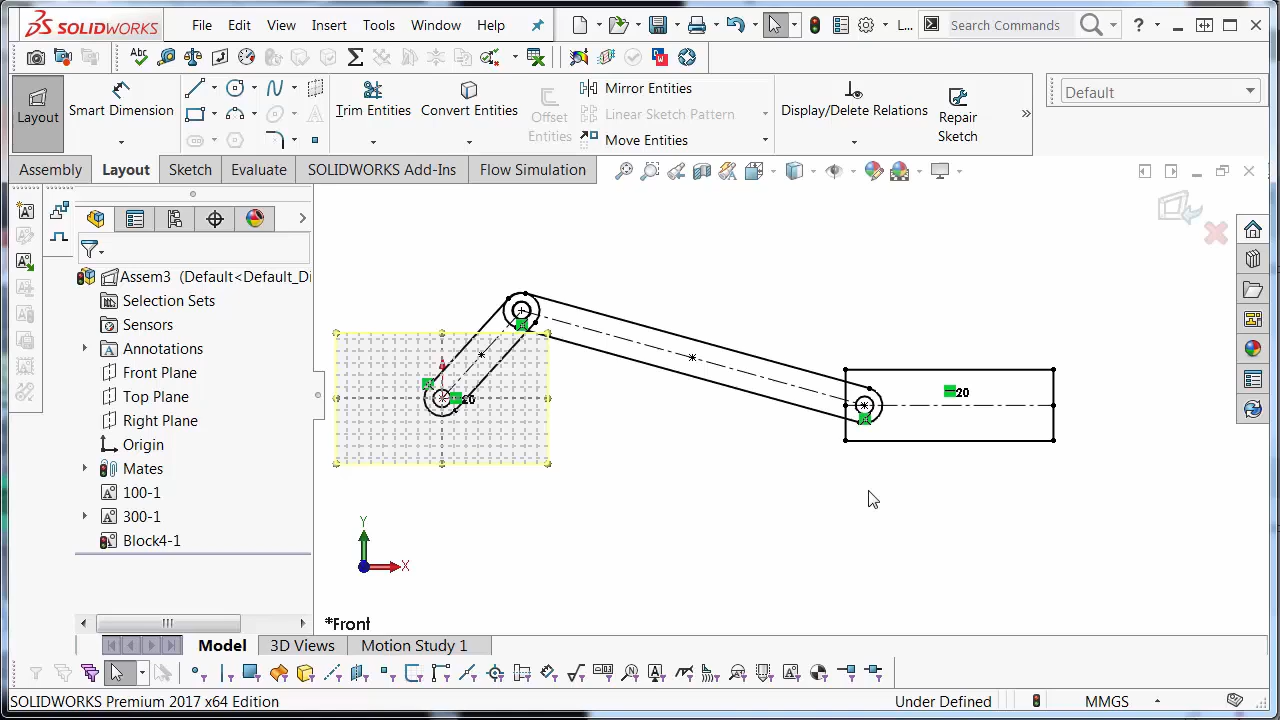 SOLIDWORKS
File Edit View Insert Tools Window Help
L...
Search Commands
?
Abc
Layout
Smart Dimension
Trim Entities
Convert Entities
Offset Entities
Mirror Entities
Linear Sketch Pattern
Move Entities
Display/Delete Relations
Repair Sketch
Default
Assembly Layout Sketch Evaluate SOLIDWORKS Add-Ins Flow Simulation
Assem3 (Default<Default_Di
Selection Sets
Sensors
Annotations
Front Plane
Top Plane
Right Plane
Origin
Mates
100-1
300-1
Block4-1
20
20
Y
X
*Front
Model 3D Views Motion Study 1
SOLIDWORKS Premium 2017 x64 Edition
Under Defined
MMGS